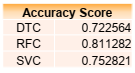 Accuracy Score
DTC 0.722564
RFC 0.811282
SVC 0.752821